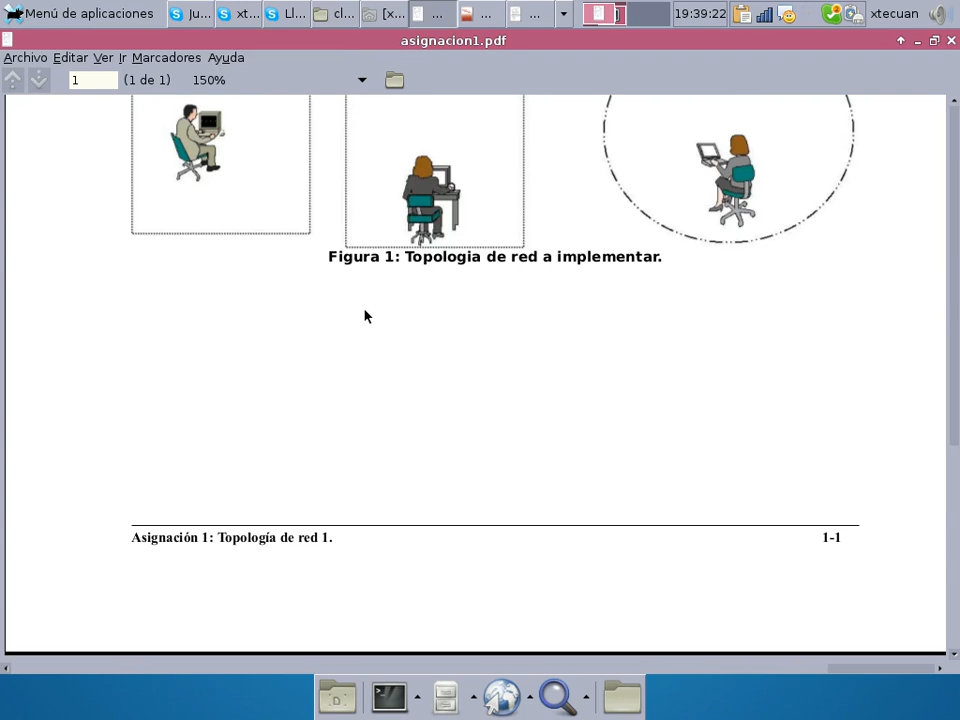 Menú de aplicaciones
Ju...
xt...
Ll...
cl...
[x...
...
...
...
19:39:22
xtecuan
asignacion1.pdf
Archivo Editar Ver Ir Marcadores Ayuda
1 (1 de 1) 150%
Figura 1: Topologia de red a implementar.
Asignación 1: Topología de red 1. 1-1